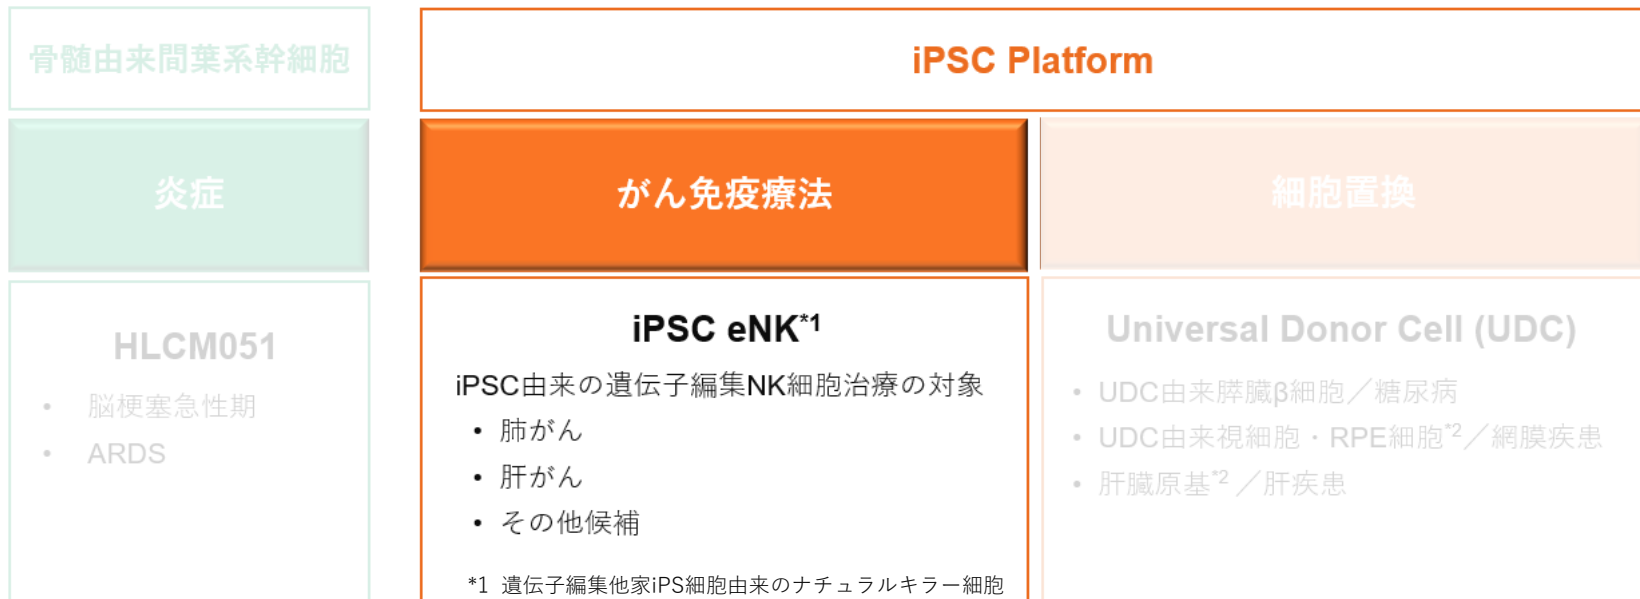 骨髄由来間葉系幹細胞
iPSC Platform
炎症
がん免疫療法
細胞置換
HLCM051
• 脳梗塞急性期
• ARDS
iPSC eNK*1
iPSC由来の遺伝子編集NK細胞治療の対象
• 肺がん
• 肝がん
• その他候補
*1 遺伝子編集他家iPS細胞由来のナチュラルキラー細胞
Universal Donor Cell (UDC)
• UDC由来膵臓β細胞／糖尿病
• UDC由来視細胞・RPE細胞*2／網膜疾患
• 肝臓原基*2／肝疾患